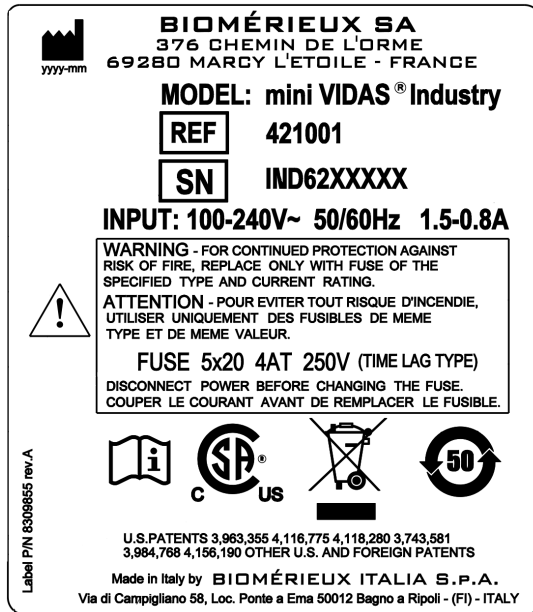 BIOMÉRIEUX SA
376 CHEMIN DE L'ORME
69280 MARCY L'ETOILE - FRANCE
yyyy-mm
MODEL: mini VIDAS ® Industry
REF 421001
SN IND62XXXXX
INPUT: 100-240V~ 50/60Hz 1.5-0.8A
WARNING - FOR CONTINUED PROTECTION AGAINST
RISK OF FIRE, REPLACE ONLY WITH FUSE OF THE
SPECIFIED TYPE AND CURRENT RATING.
ATTENTION - POUR EVITER TOUT RISQUE D'INCENDIE,
UTILISER UNIQUEMENT DES FUSIBLES DE MEME
TYPE ET DE MEME VALEUR.
!
FUSE 5x20 4AT 250V (TIME LAG TYPE)
DISCONNECT POWER BEFORE CHANGING THE FUSE.
COUPER LE COURANT AVANT DE REMPLACER LE FUSIBLE.
i
C SA ® US
50
Label P/N 8309855 rev.A
U.S.PATENTS 3,963,355 4,116,775 4,118,280 3,743,581
3,984,768 4,156,190 OTHER U.S. AND FOREIGN PATENTS
Made in Italy by BIOMÉRIEUX ITALIA S.p.A.
Via di Campigliano 58, Loc. Ponte a Ema 50012 Bagno a Ripoli - (FI) - ITALY